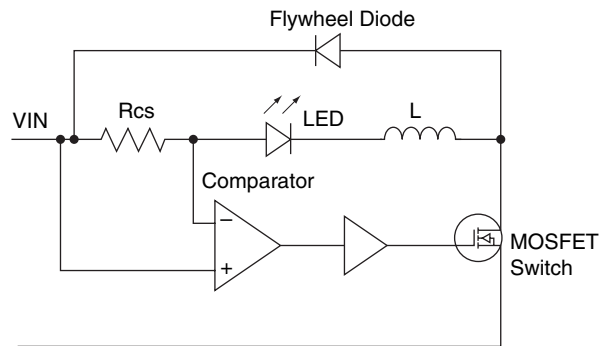 Flywheel Diode
VIN
Rcs
LED
L
Comparator
−
+
MOSFET
Switch